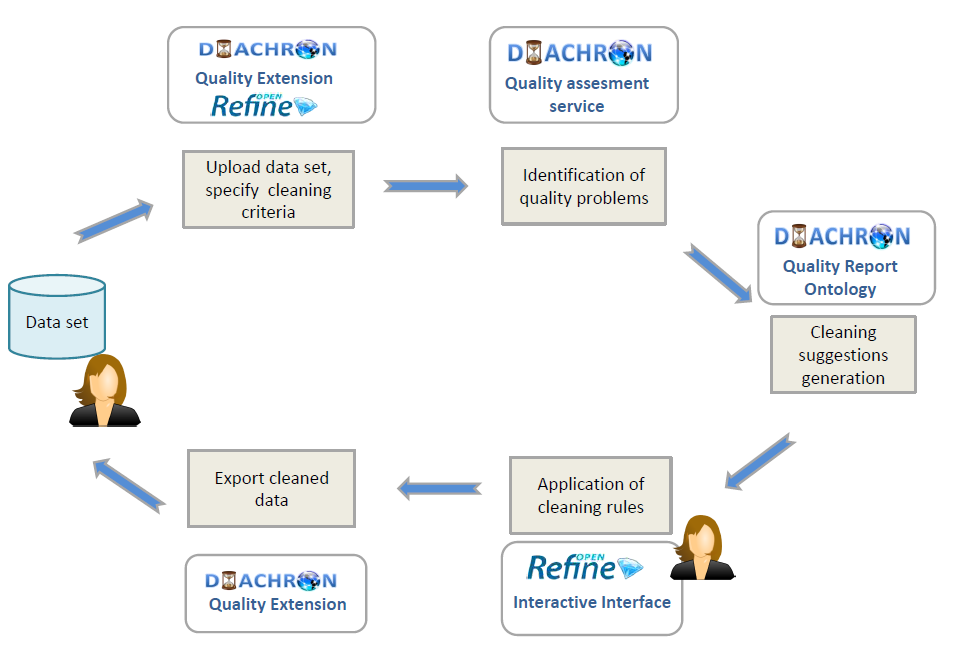 DIACHRON
Quality Extension
OPEN
Refine
Upload data set,
specify cleaning
criteria
DIACHRON
Quality assesment
service
Identification of
quality problems
DIACHRON
Quality Report
Ontology
Cleaning
suggestions
generation
Data set
Export cleaned
data
DIACHRON
Quality Extension
Application of
cleaning rules
OPEN
Refine
Interactive Interface